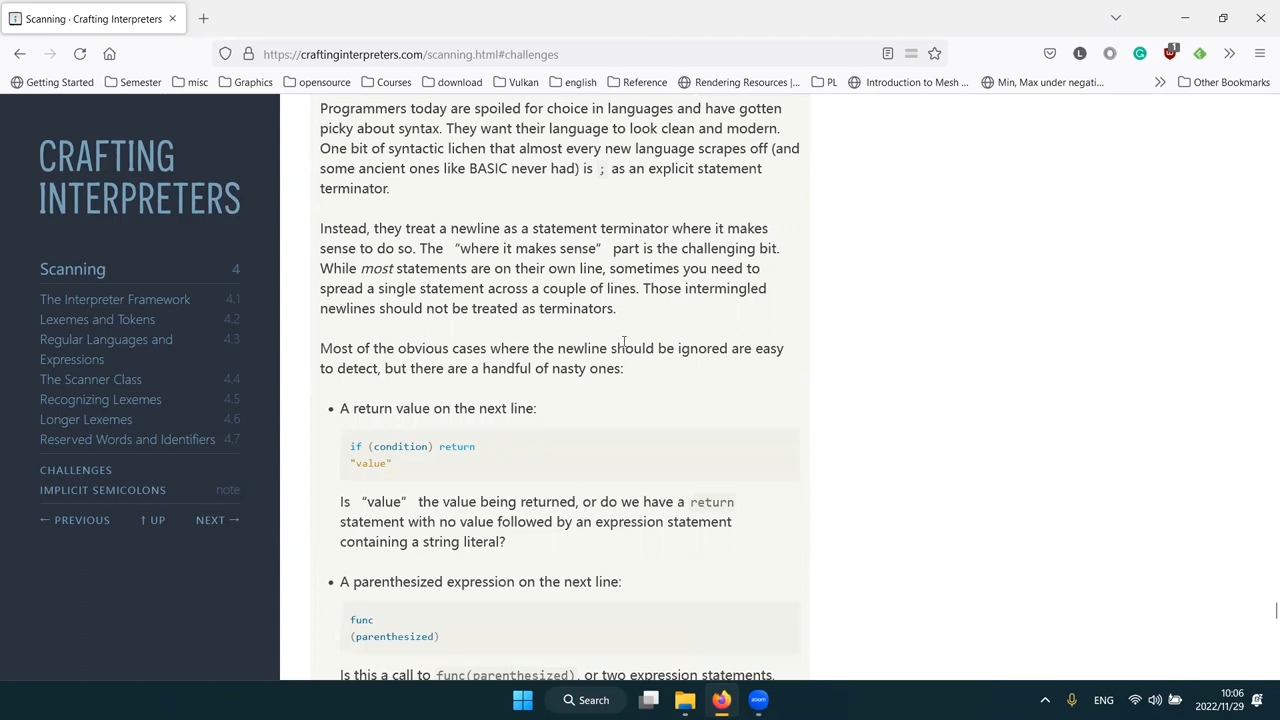 Scanning · Crafting Interpreters
https://craftinginterpreters.com/scanning.html#challenges
L
1
Getting Started
Semester
misc
Graphics
opensource
Courses
download
Vulkan
english
Reference
Rendering Resources |...
PL
Introduction to Mesh ...
Min, Max under negati...
Other Bookmarks
CRAFTING
INTERPRETERS
Scanning 4
The Interpreter Framework 4.1
Lexemes and Tokens 4.2
Regular Languages and
Expressions 4.3
The Scanner Class 4.4
Recognizing Lexemes 4.5
Longer Lexemes 4.6
Reserved Words and Identifiers 4.7
CHALLENGES
IMPLICIT SEMICOLONS note
← PREVIOUS ↑ UP NEXT →
Programmers today are spoiled for choice in languages and have gotten
picky about syntax. They want their language to look clean and modern.
One bit of syntactic lichen that almost every new language scrapes off (and
some ancient ones like BASIC never had) is ; as an explicit statement
terminator.
Instead, they treat a newline as a statement terminator where it makes
sense to do so. The “where it makes sense” part is the challenging bit.
While most statements are on their own line, sometimes you need to
spread a single statement across a couple of lines. Those intermingled
newlines should not be treated as terminators.
Most of the obvious cases where the newline should be ignored are easy
to detect, but there are a handful of nasty ones:
• A return value on the next line:
if (condition) return
"value"
Is “value” the value being returned, or do we have a return
statement with no value followed by an expression statement
containing a string literal?
• A parenthesized expression on the next line:
func
(parenthesized)
Is this a call to func(parenthesized), or two expression statements,
Search
zoom
ENG
10:06
2022/11/29